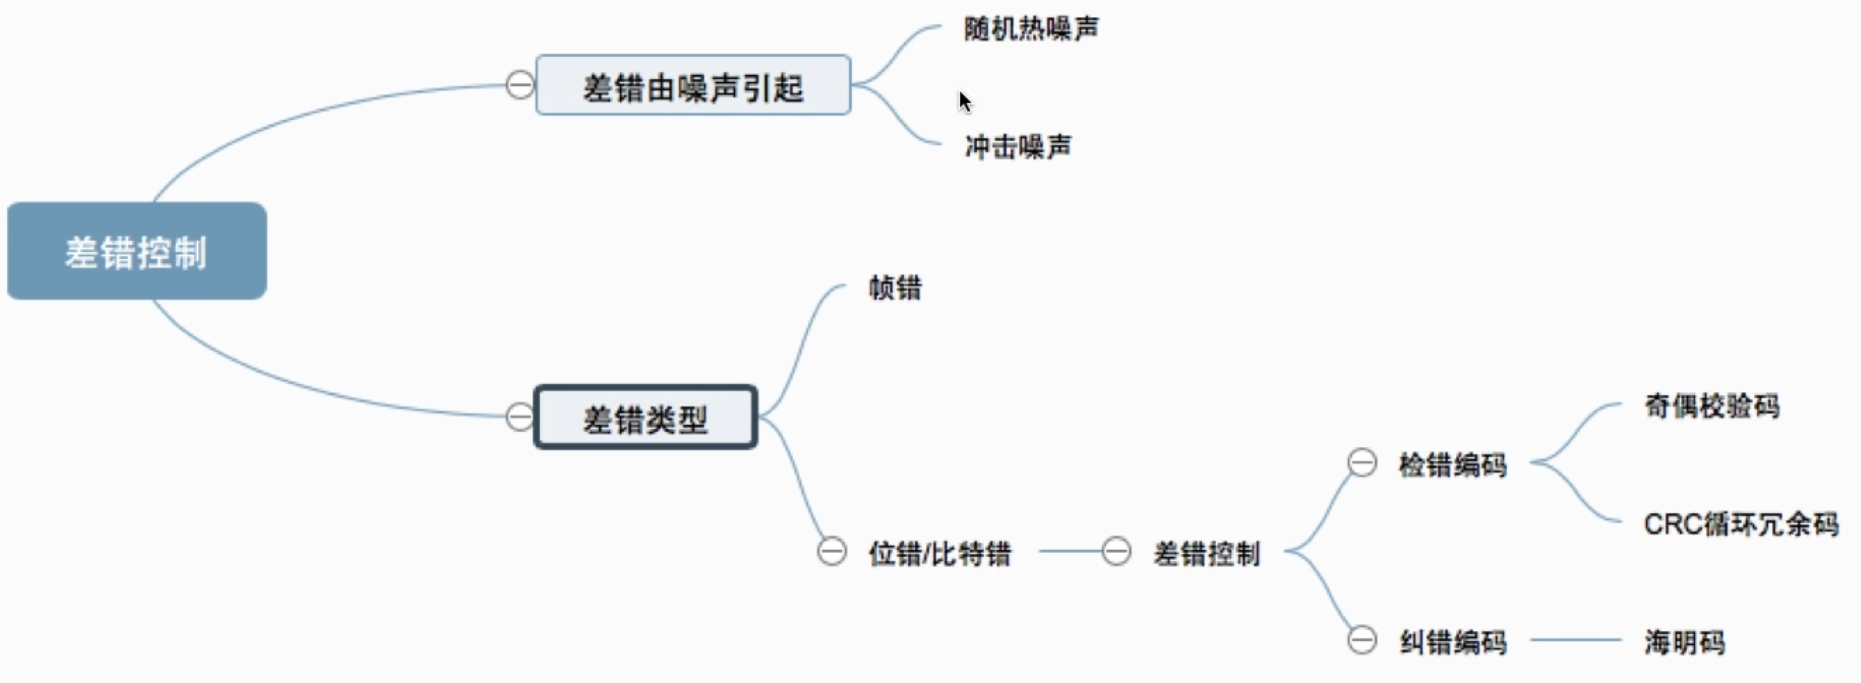 随机热噪声
差错由噪声引起
冲击噪声
差错控制
帧错
差错类型
奇偶校验码
检错编码
CRC循环冗余码
位错/比特错
差错控制
纠错编码
海明码